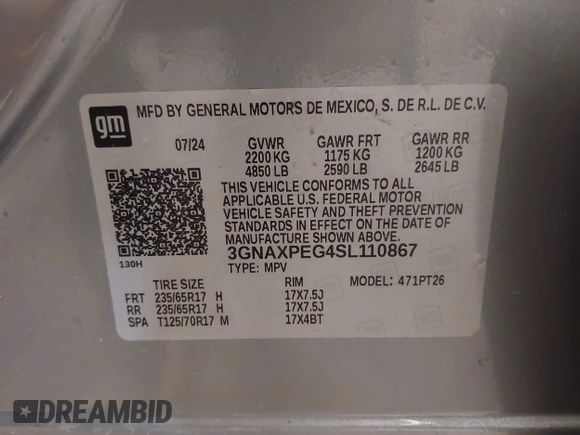 gm
MFD BY GENERAL MOTORS DE MEXICO, S. DE R.L. DE C.V.
07/24 GVWR GAWR FRT GAWR RR
2200 KG 1175 KG 1200 KG
4850 LB 2590 LB 2645 LB
THIS VEHICLE CONFORMS TO ALL
APPLICABLE U.S. FEDERAL MOTOR
VEHICLE SAFETY AND THEFT PREVENTION
STANDARDS IN EFFECT ON THE DATE OF
MANUFACTURE SHOWN ABOVE.
130H 3GNAXPEG4SL110867
TYPE: MPV
TIRE SIZE RIM MODEL: 471PT26
FRT 235/65R17 H 17X7.5J
RR 235/65R17 H 17X7.5J
SPA T125/70R17 M 17X4BT
DREAMBID